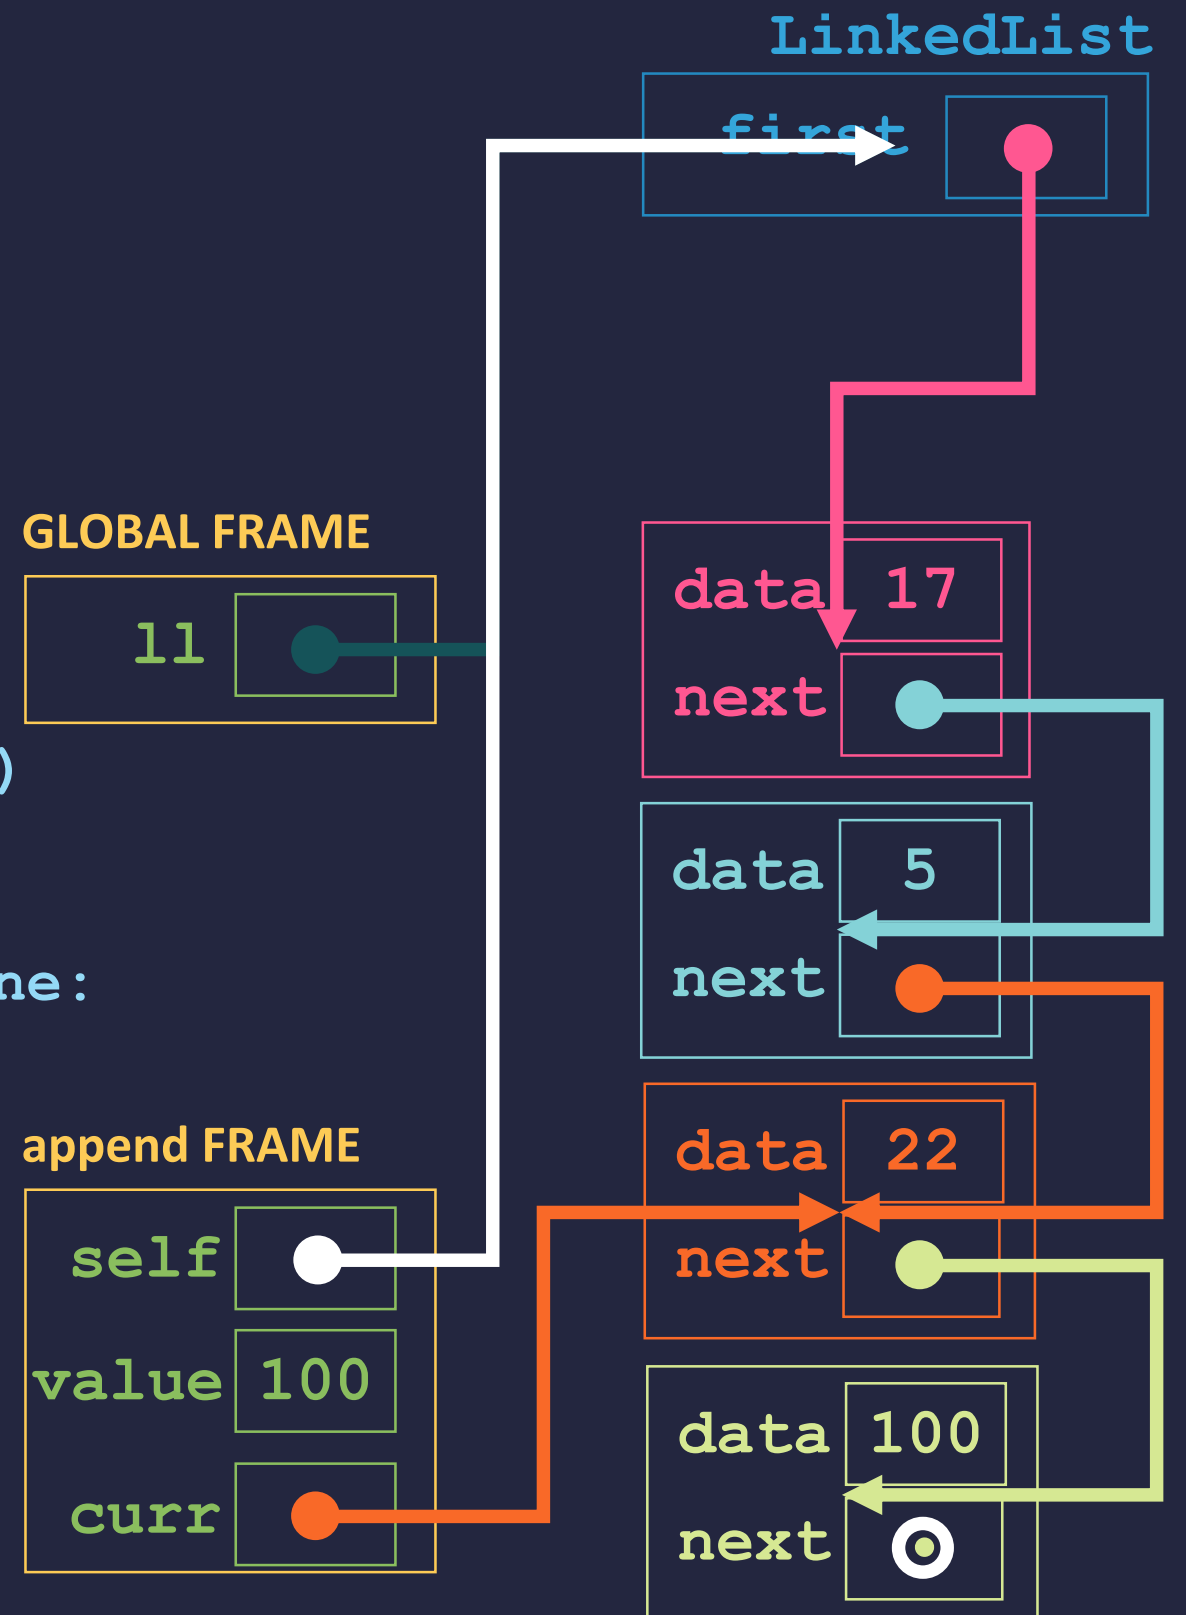 LinkedList
first
GLOBAL FRAME
ll
data 17
next
)
data 5
next
ne:
append FRAME
self
value 100
curr
data 22
next
data 100
next